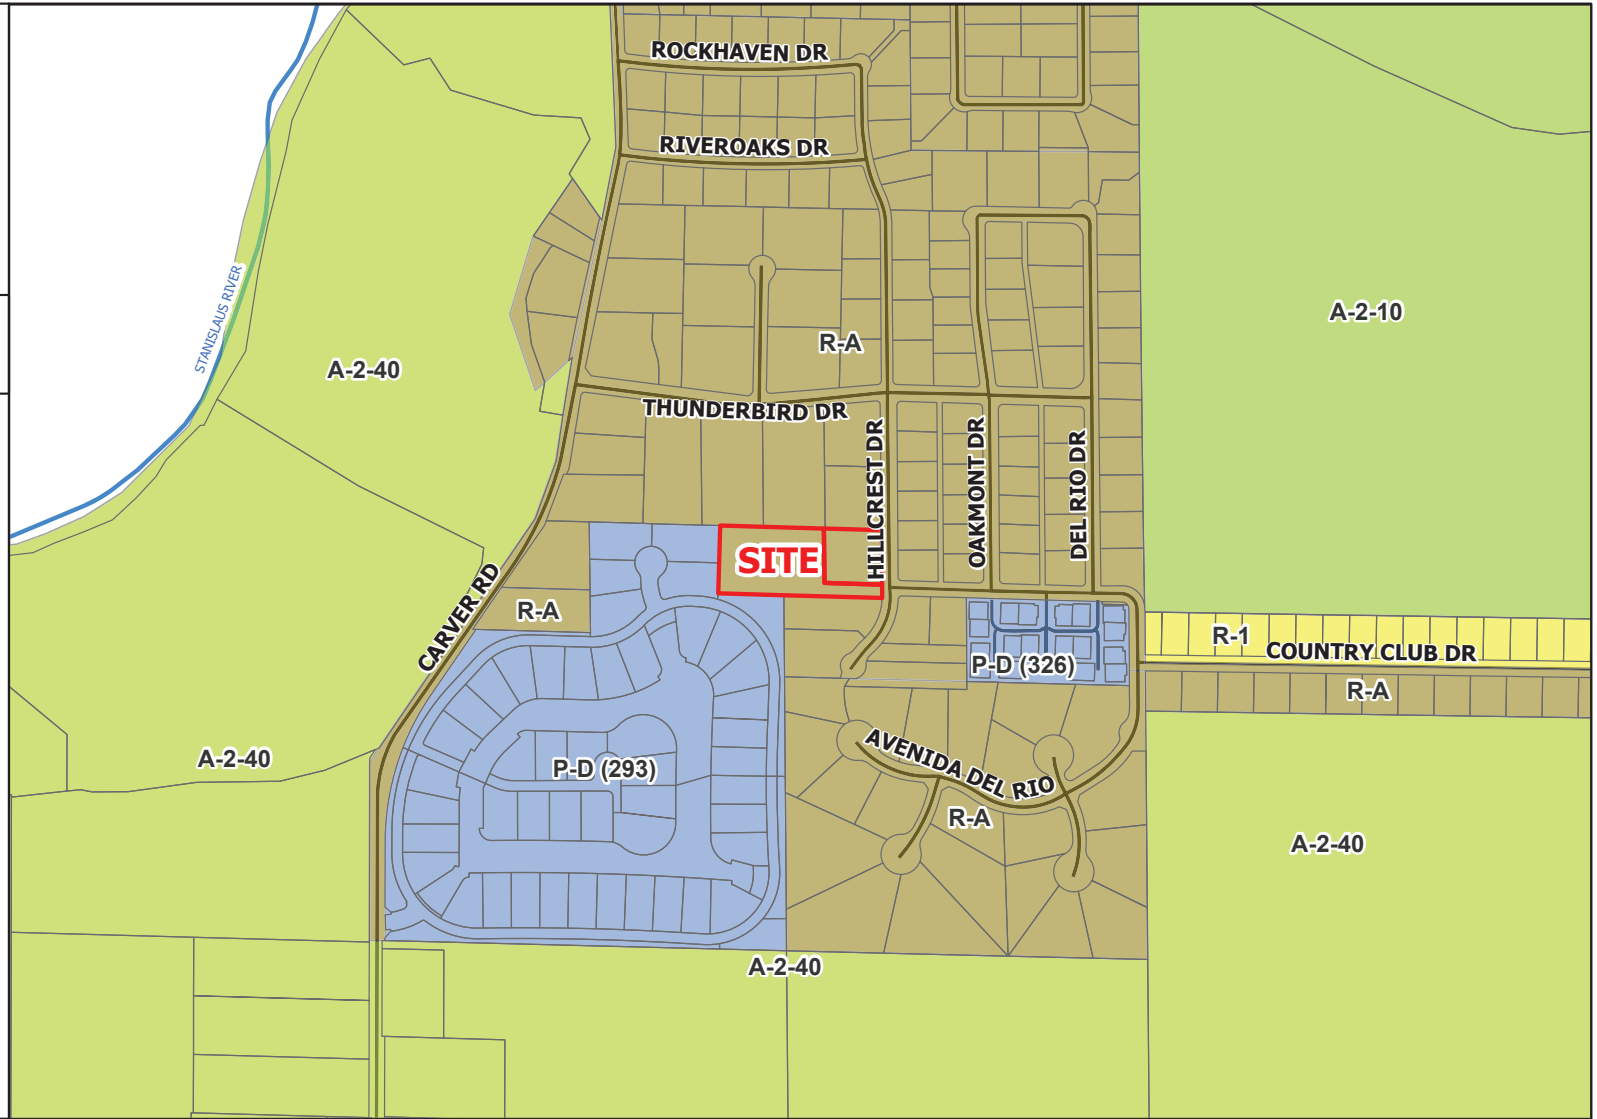 ROCKHAVEN DR
RIVEROAKS DR
STANISLAUS RIVER
A-2-10
R-A
A-2-40
THUNDERBIRD DR
HILLCREST DR
OAKMONT DR
DEL RIO DR
SITE
CARVER RD
R-A
R-1
COUNTRY CLUB DR
P-D (326)
R-A
AVENIDA DEL RIO
A-2-40
P-D (293)
R-A
A-2-40
A-2-40